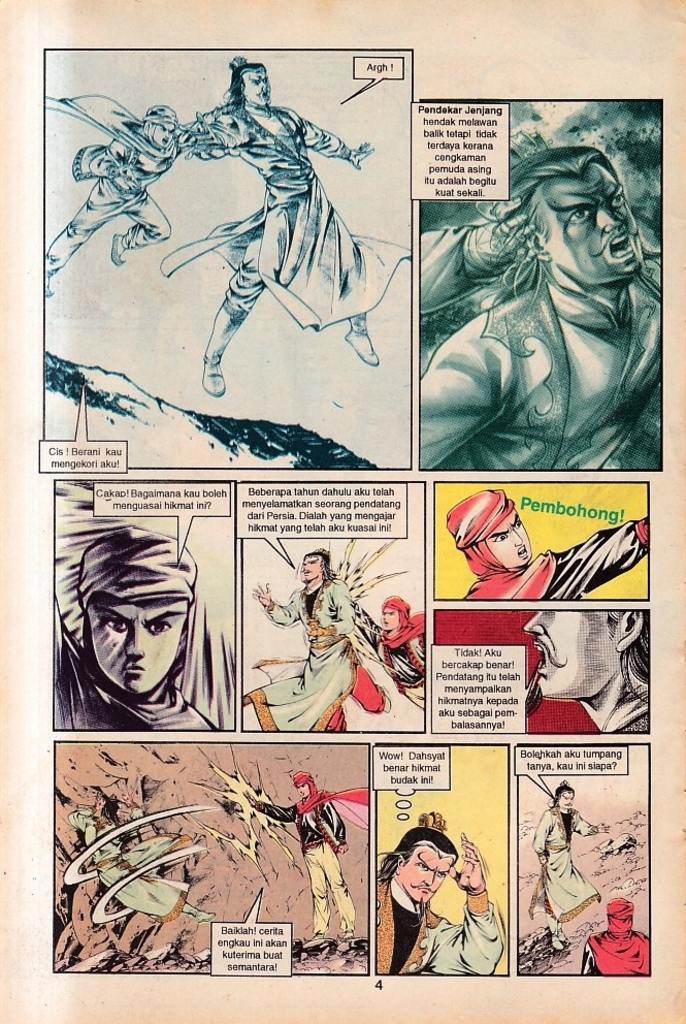 Argh !
Cis ! Berani kau
mengekori aku!
Pendekar Jenjang
hendak melawan
balik tetapi tidak
terdaya kerana
cengkaman
pemuda asing
itu adalah begitu
kuat sekali.
Cakap! Bagaimana kau boleh
menguasai hikmat ini?
Beberapa tahun dahulu aku telah
menyelamatkan seorang pendatang
dari Persia. Dialah yang mengajar
hikmat yang telah aku kuasai ini!
Pembohong!
Tidak! Aku
bercakap benar!
Pendatang itu telah
menyampaikan
hikmatnya kepada
aku sebagai pem-
balasannya!
Baiklah! cerita
engkau ini akan
kuterima buat
semantara!
Wow! Dahsyat
benar hikmat
budak ini!
Bolehkah aku tumpang
tanya, kau ini siapa?
4